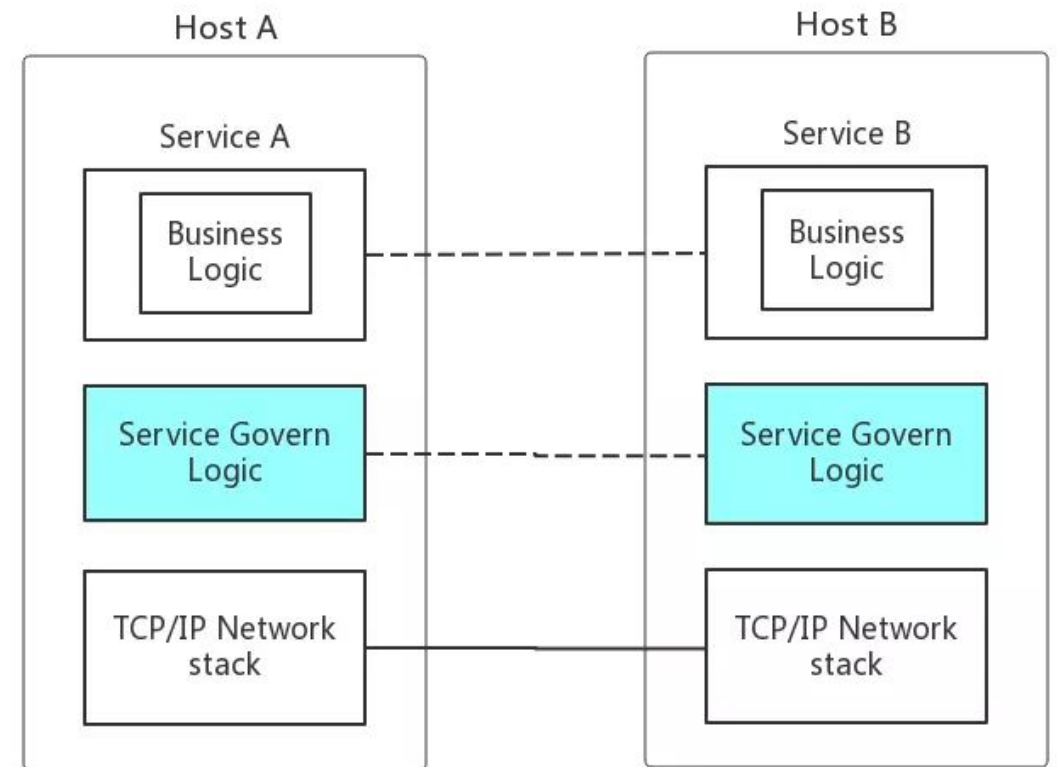 Host A
Service A
Business
Logic
Service Govern
Logic
TCP/IP Network
stack
Host B
Service B
Business
Logic
Service Govern
Logic
TCP/IP Network
stack